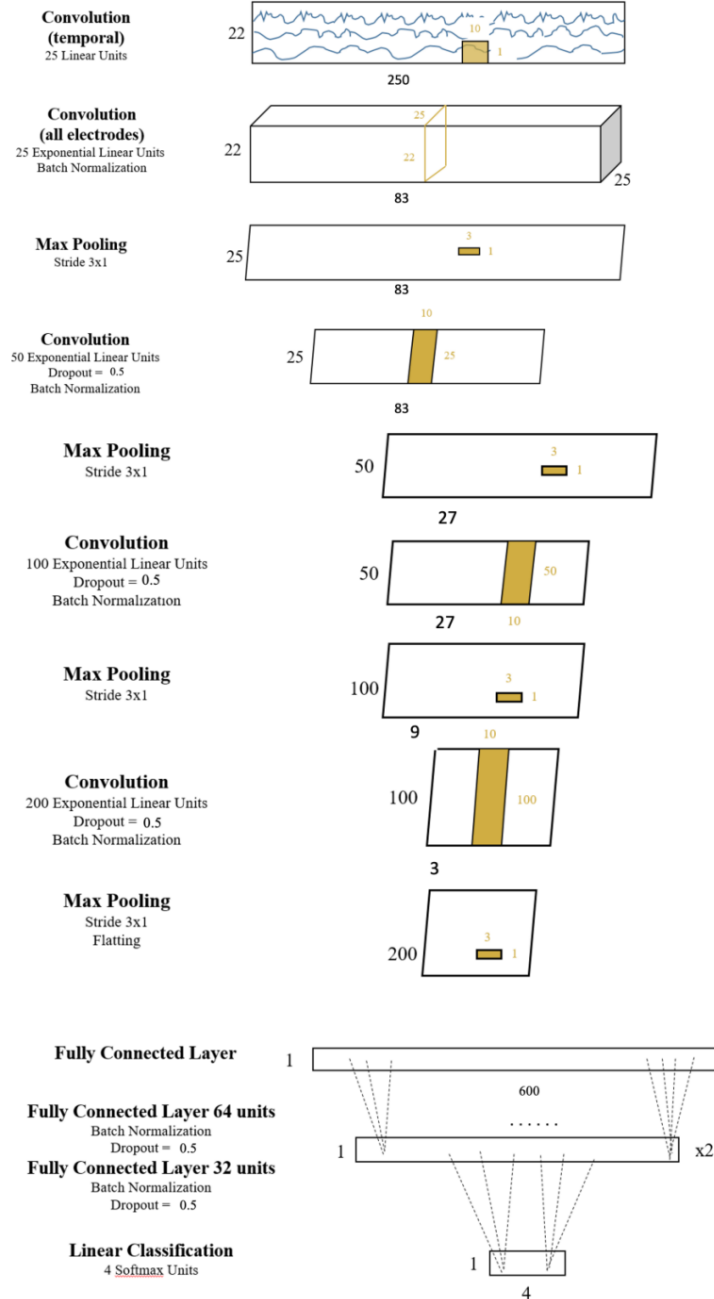 Convolution
(temporal)
25 Linear Units
22
10
1
250
Convolution
(all electrodes)
25 Exponential Linear Units
Batch Normalization
22
25
22
25
83
Max Pooling
Stride 3x1
25
3
1
83
Convolution
50 Exponential Linear Units
Dropout = 0.5
Batch Normalization
10
25
25
83
Max Pooling
Stride 3x1
50
3
1
27
Convolution
100 Exponential Linear Units
Dropout = 0.5
Batch Normalization
50
50
27
10
Max Pooling
Stride 3x1
100
3
1
9
10
Convolution
200 Exponential Linear Units
Dropout = 0.5
Batch Normalization
100
100
3
Max Pooling
Stride 3x1
Flatting
200
3
1
Fully Connected Layer
1
600
Fully Connected Layer 64 units
Batch Normalization
Dropout = 0.5
......
1
x2
Fully Connected Layer 32 units
Batch Normalization
Dropout = 0.5
Linear Classification
4 Softmax Units
1
4